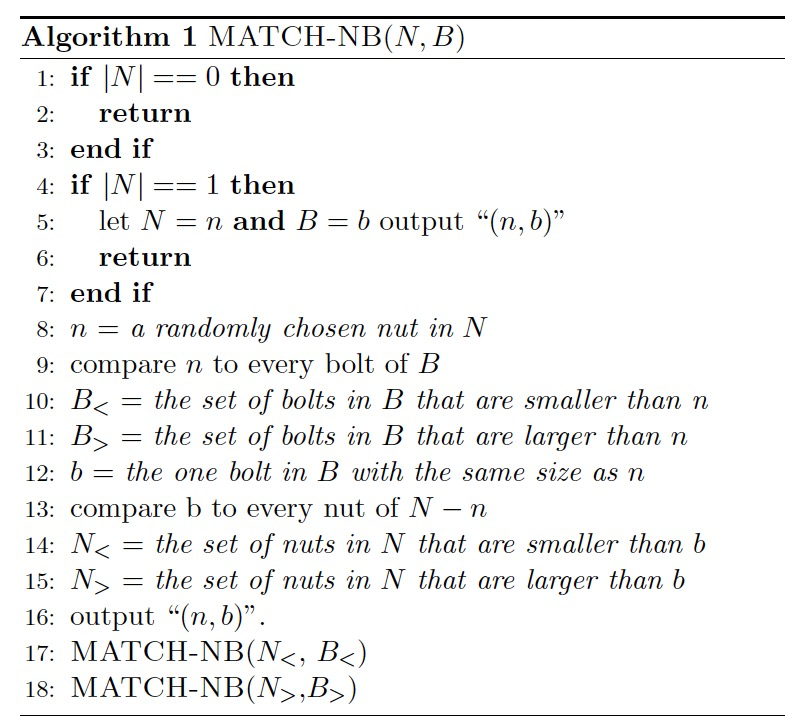 Algorithm 1 MATCH-NB(N, B)
1: if |N| == 0 then
2: return
3: end if
4: if |N| == 1 then
5: let N = n and B = b output “(n, b)”
6: return
7: end if
8: n = a randomly chosen nut in N
9: compare n to every bolt of B
10: B< = the set of bolts in B that are smaller than n
11: B> = the set of bolts in B that are larger than n
12: b = the one bolt in B with the same size as n
13: compare b to every nut of N − n
14: N< = the set of nuts in N that are smaller than b
15: N> = the set of nuts in N that are larger than b
16: output “(n, b)”.
17: MATCH-NB(N<, B<)
18: MATCH-NB(N>,B>)